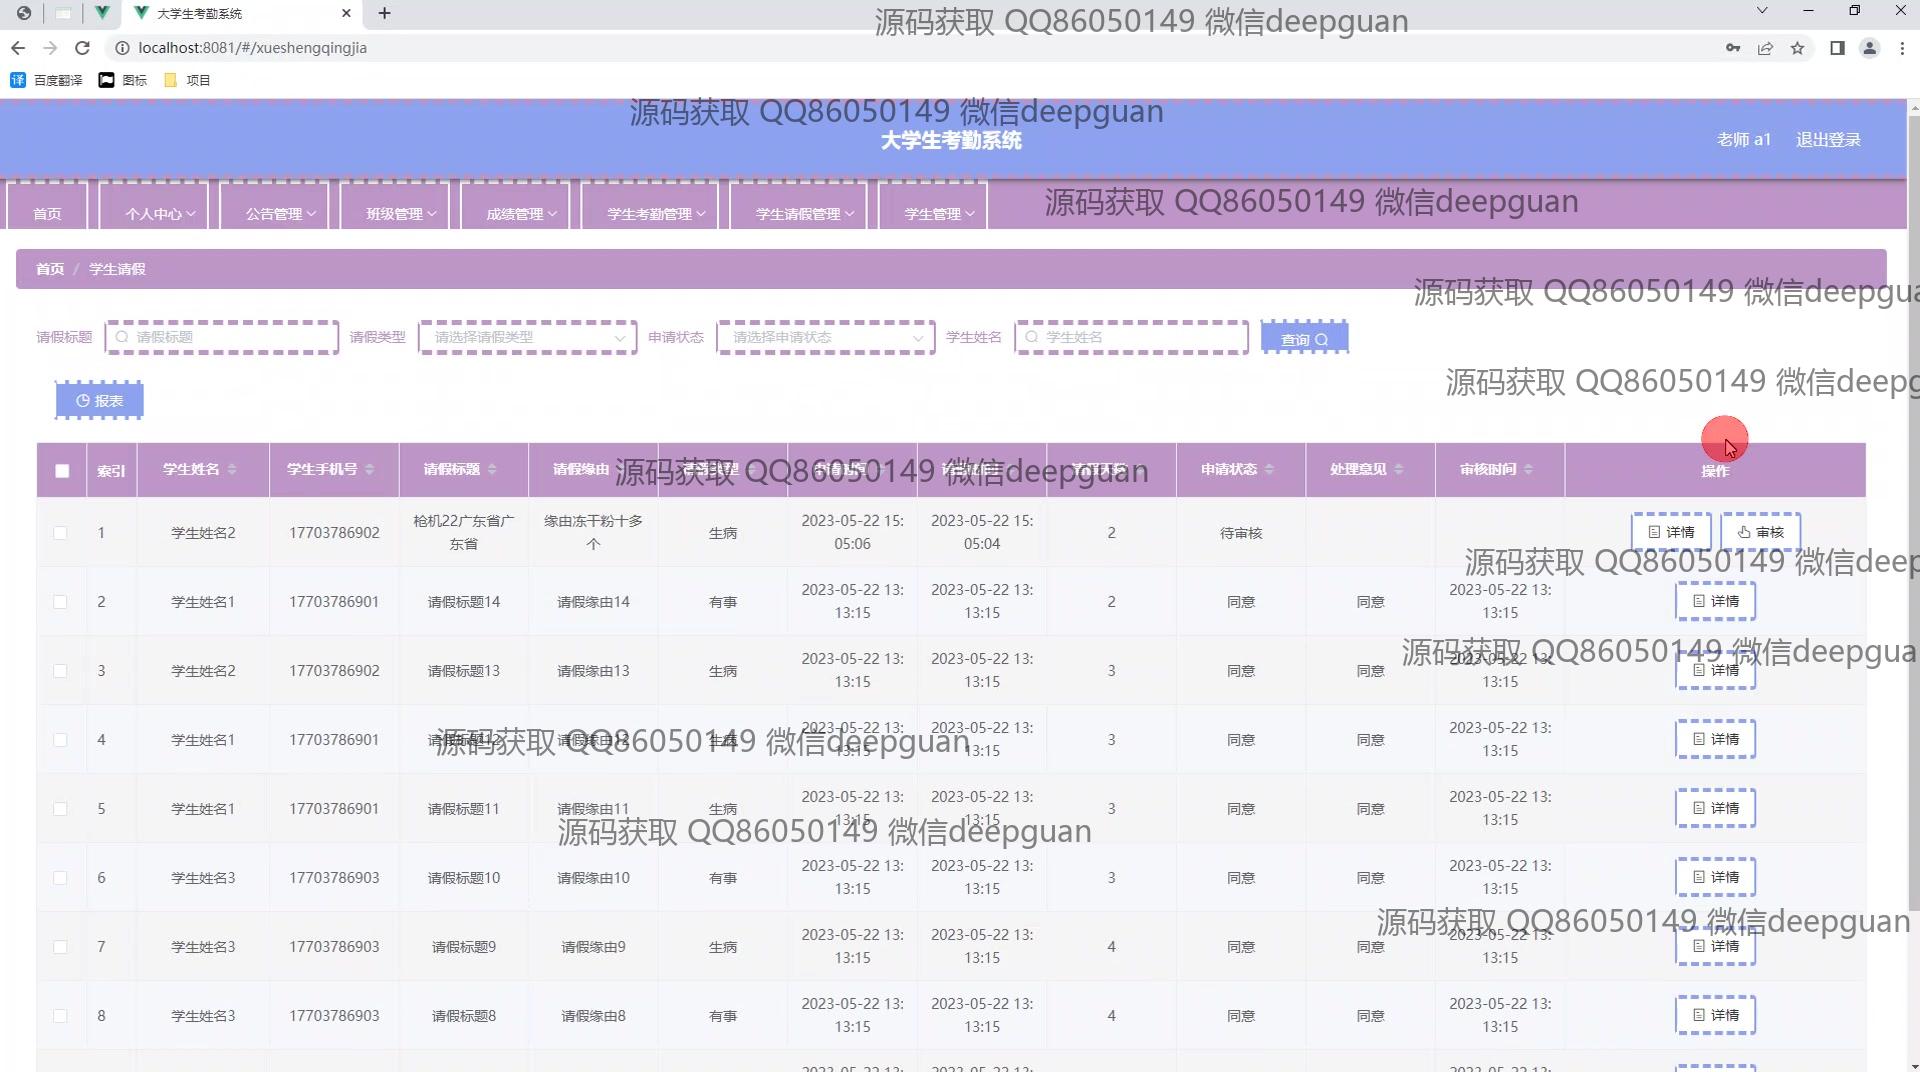 大学生考勤系统
源码获取 QQ86050149 微信deepguan
localhost:8081/#/xueshengqingjia
百度翻译 图标 项目
源码获取 QQ86050149 微信deepguan
大学生考勤系统
老师 a1 退出登录
首页 个人中心 公告管理 班级管理 成绩管理 学生考勤管理 学生请假管理 学生管理
源码获取 QQ86050149 微信deepguan
首页 / 学生请假
源码获取 QQ86050149 微信deepgua
请假标题 请假标题 请假类型 请选择请假类型 申请状态 请选择申请状态 学生姓名 学生姓名 查询
源码获取 QQ86050149 微信deepg
报表
索引 学生姓名 学生手机号 请假标题 请假缘由 申请状态 处理意见 审核时间 操作
源码获取 QQ86050149 微信deepguan
1 学生姓名2 17703786902 枪机22广东省广东省 缘由冻干粉十多个 生病 2023-05-22 15:05:06 2023-05-22 15:05:04 2 待审核 详情 审核
源码获取 QQ86050149 微信deep
2 学生姓名1 17703786901 请假标题14 请假缘由14 有事 2023-05-22 13:13:15 2023-05-22 13:13:15 2 同意 同意 2023-05-22 13:13:15 详情
3 学生姓名2 17703786902 请假标题13 请假缘由13 生病 2023-05-22 13:13:15 2023-05-22 13:13:15 3 同意 同意 2023-05-22 13:13:15 详情
源码获取 QQ86050149 微信deepgua
4 学生姓名1 17703786901 请假标题12 请假缘由12 生病 2023-05-22 13:13:15 2023-05-22 13:13:15 3 同意 同意 2023-05-22 13:13:15 详情
源码获取 QQ86050149 微信deepguan
5 学生姓名1 17703786901 请假标题11 请假缘由11 生病 2023-05-22 13:13:15 2023-05-22 13:13:15 3 同意 同意 2023-05-22 13:13:15 详情
源码获取 QQ86050149 微信deepguan
6 学生姓名3 17703786903 请假标题10 请假缘由10 有事 2023-05-22 13:13:15 2023-05-22 13:13:15 3 同意 同意 2023-05-22 13:13:15 详情
源码获取 QQ86050149 微信deepguan
7 学生姓名3 17703786903 请假标题9 请假缘由9 生病 2023-05-22 13:13:15 2023-05-22 13:13:15 4 同意 同意 2023-05-22 13:13:15 详情
8 学生姓名3 17703786903 请假标题8 请假缘由8 有事 2023-05-22 13:13:15 2023-05-22 13:13:15 4 同意 同意 2023-05-22 13:13:15 详情